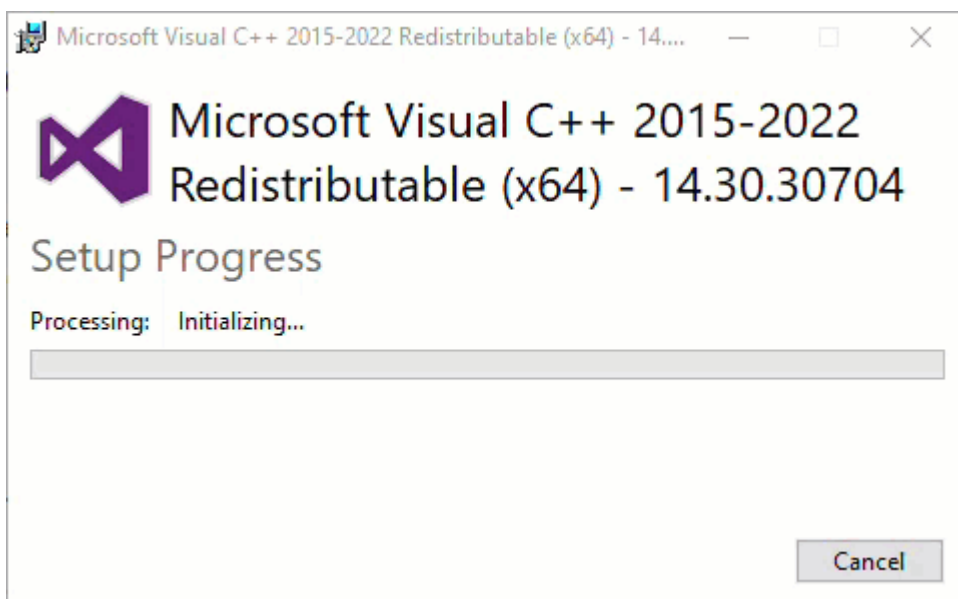 Microsoft Visual C++ 2015-2022 Redistributable (x64) - 14....
Microsoft Visual C++ 2015-2022
Redistributable (x64) - 14.30.30704
Setup Progress
Processing: Initializing...
Cancel